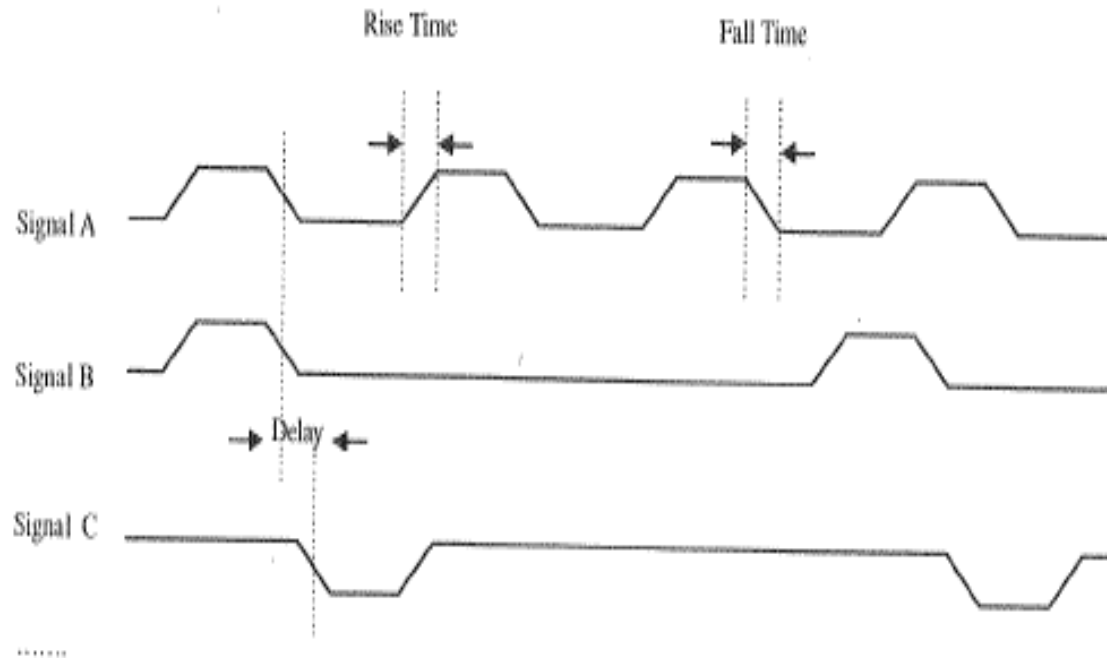 Rise Time
Fall Time
Signal A
Signal B
Delay
Signal C